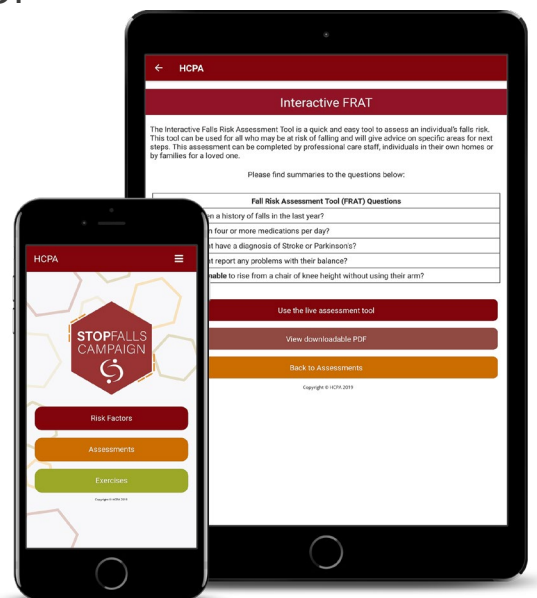 HCPA
Interactive FRAT
The Interactive Falls Risk Assessment Tool is a quick and easy tool to assess an individual's falls risk.
This tool can be used for all who may be at risk of falling and will give advice on specific areas for next
steps. This assessment can be completed by professional care staff, individuals in their own homes or
by families for a loved one.
Please find summaries to the questions below:
Fall Risk Assessment Tool (FRAT) Questions
en a history of falls in the last year?
n four or more medications per day?
nt have a diagnosis of Stroke or Parkinson's?
nt report any problems with their balance?
nable to rise from a chair of knee height without using their arm?
Use the live assessment tool
View downloadable PDF
Back to Assessments
Copyright © HCPA 2019
HCPA
STOPFALLS
CAMPAIGN
Risk Factors
Assessments
Exercises
Copyright © HCPA 2019